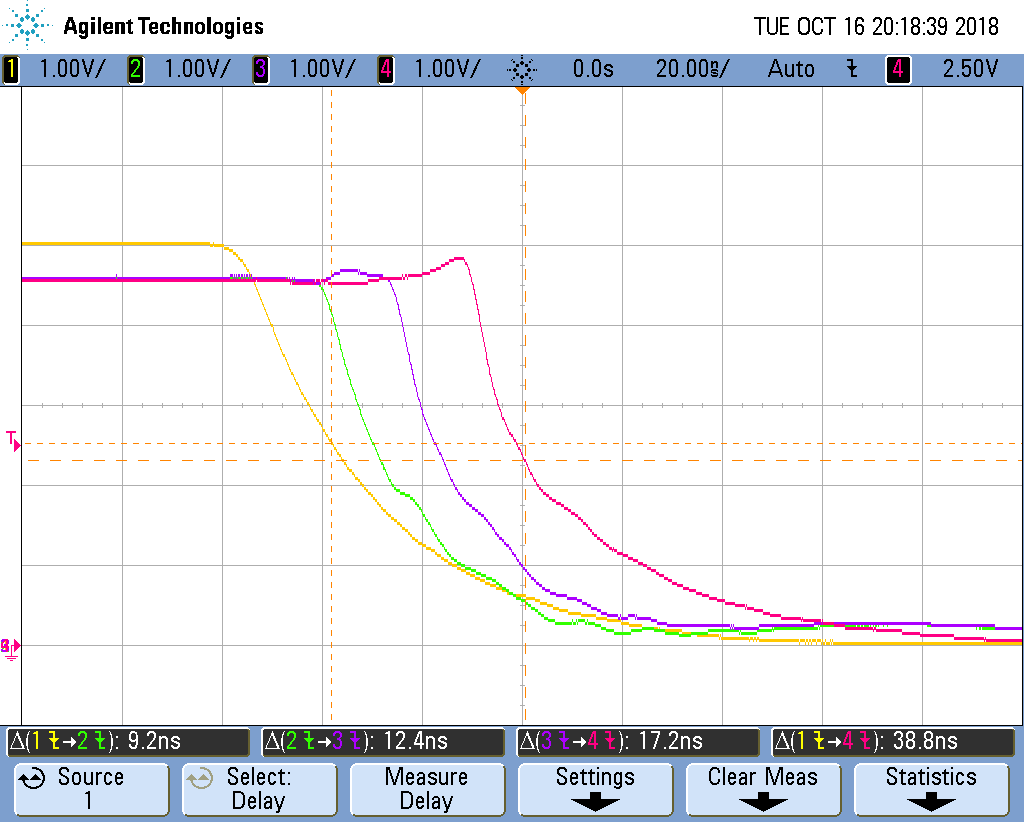 Agilent Technologies TUE OCT 16 20:18:39 2018
1 1.00V/ 2 1.00V/ 3 1.00V/ 4 1.00V/ 0.0s 20.00ns/ Auto 4 2.50V
T
Δ(1→2): 9.2ns Δ(2→3): 12.4ns Δ(3→4): 17.2ns Δ(1→4): 38.8ns
Source Select: Measure Settings Clear Meas Statistics
1 Delay Delay